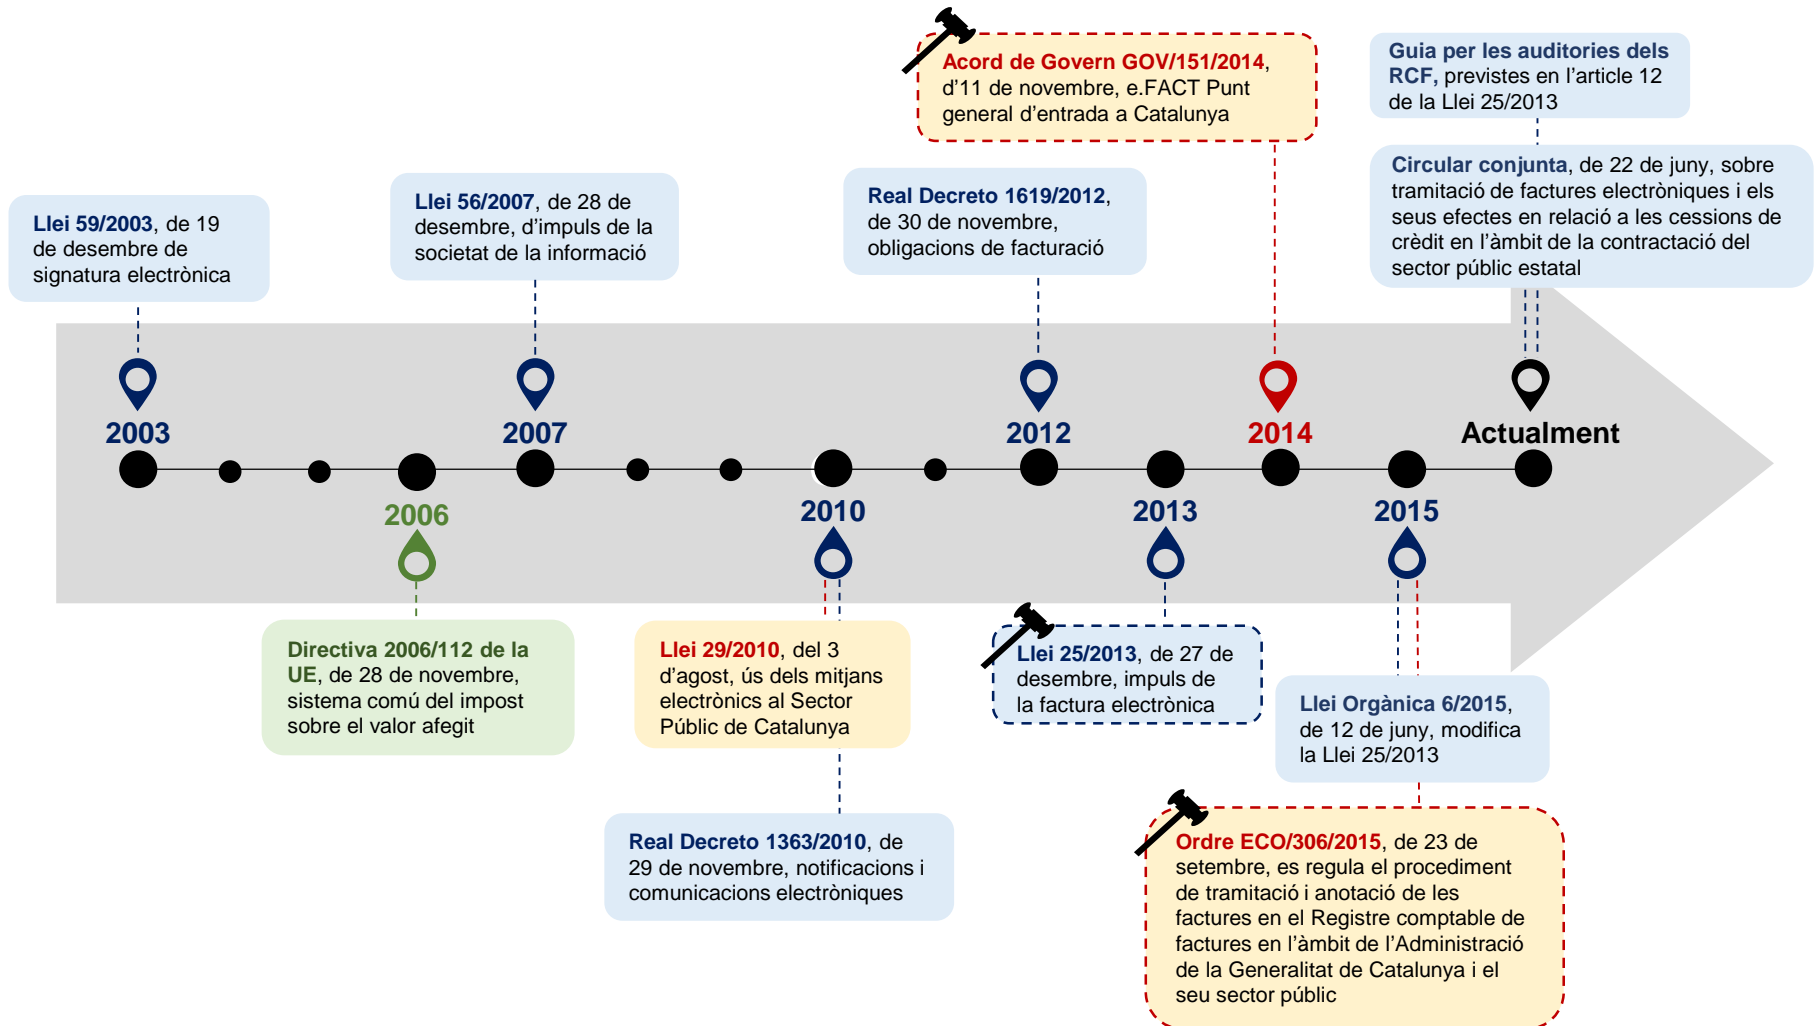 Acord de Govern GOV/151/2014,
d'11 de novembre, e.FACT Punt
general d'entrada a Catalunya
Guia per les auditories dels
RCF, previstes en l'article 12
de la Llei 25/2013
Circular conjunta, de 22 de juny, sobre
tramitació de factures electròniques i els
seus efectes en relació a les cessions de
crèdit en l'àmbit de la contractació del
sector públic estatal
Llei 59/2003, de 19
de desembre de
signatura electrònica
Llei 56/2007, de 28 de
desembre, d'impuls de la
societat de la informació
Real Decreto 1619/2012,
de 30 de novembre,
obligacions de facturació
2003
2007
2012
2014
Actualment
2006
2010
2013
2015
Directiva 2006/112 de la
UE, de 28 de novembre,
sistema comú del impost
sobre el valor afegit
Llei 29/2010, del 3
d'agost, ús dels mitjans
electrònics al Sector
Públic de Catalunya
Real Decreto 1363/2010, de
29 de novembre, notificacions i
comunicacions electròniques
Llei 25/2013, de 27 de
desembre, impuls de
la factura electrònica
Llei Orgànica 6/2015,
de 12 de juny, modifica
la Llei 25/2013
Ordre ECO/306/2015, de 23 de
setembre, es regula el procediment
de tramitació i anotació de les
factures en el Registre comptable de
factures en l'àmbit de l'Administració
de la Generalitat de Catalunya i el
seu sector públic